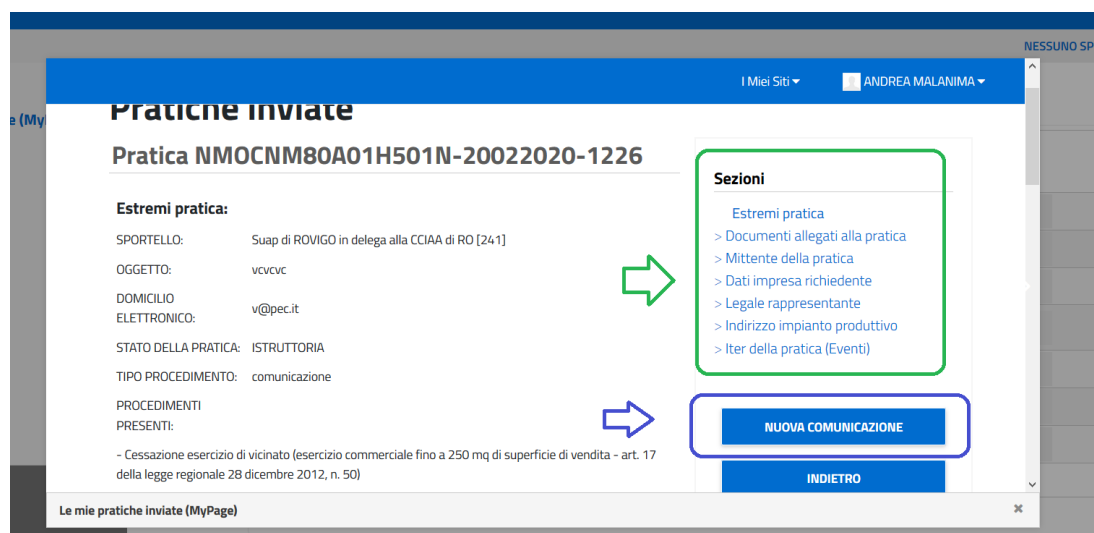 NESSUNO SP
I Miei Siti
ANDREA MALANIMA
e (My
Pratiche inviate
Pratica NMOCNM80A01H501N-20022020-1226
Estremi pratica:
SPORTELLO: Suap di ROVIGO in delega alla CCIAA di RO [241]
OGGETTO: vcvcvc
DOMICILIO
ELETTRONICO: v@pec.it
STATO DELLA PRATICA: ISTRUTTORIA
TIPO PROCEDIMENTO: comunicazione
PROCEDIMENTI
PRESENTI:
- Cessazione esercizio di vicinato (esercizio commerciale fino a 250 mq di superficie di vendita - art. 17
della legge regionale 28 dicembre 2012, n. 50)
Sezioni
Estremi pratica
> Documenti allegati alla pratica
> Mittente della pratica
> Dati impresa richiedente
> Legale rappresentante
> Indirizzo impianto produttivo
> Iter della pratica (Eventi)
NUOVA COMUNICAZIONE
INDIETRO
Le mie pratiche inviate (MyPage)